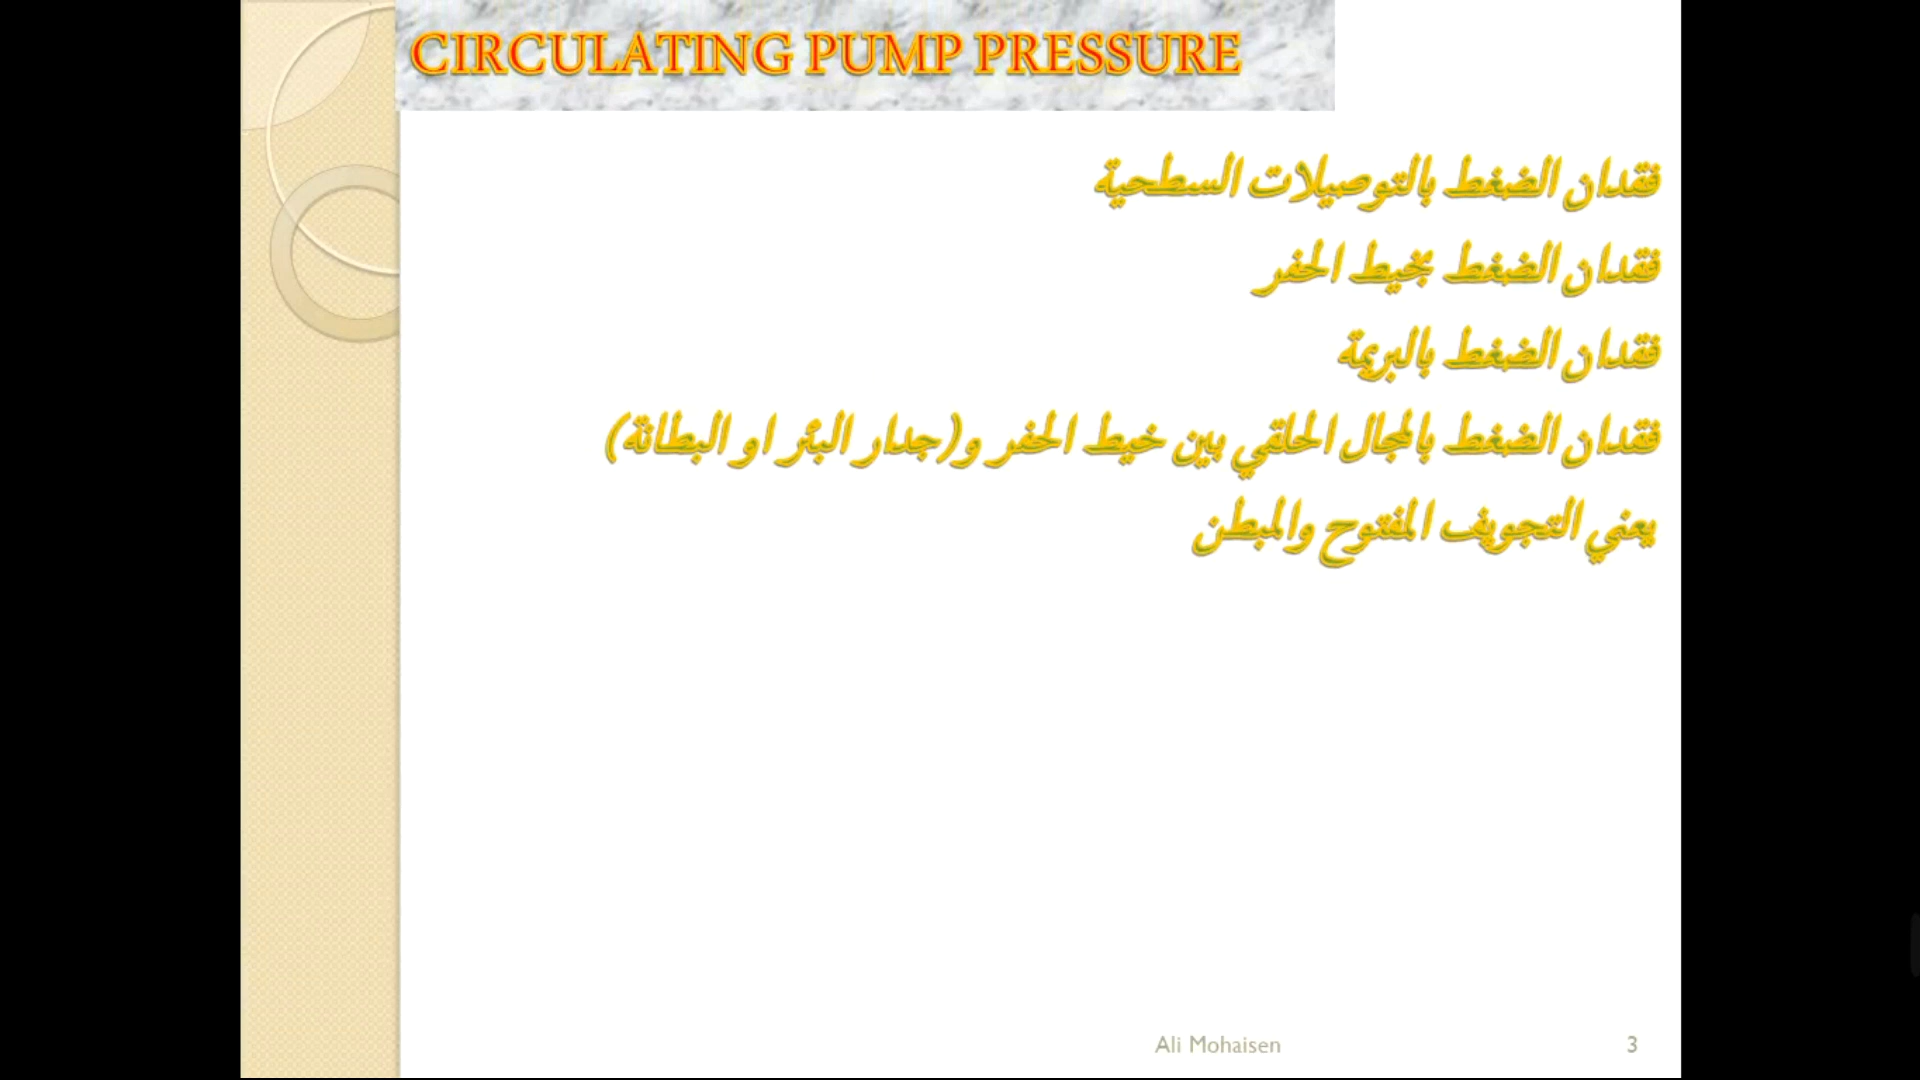 CIRCULATING PUMP PRESSURE
فقدان الضغط بالتوصيلات السطحية
فقدان الضغط بخيط الحفر
فقدان الضغط بالبريمة
فقدان الضغط بالمجال الحلقي بين خيط الحفر و(جدار البئر او البطانة)
يعني التجويف المفتوح والمبطن
Ali Mohaisen
3